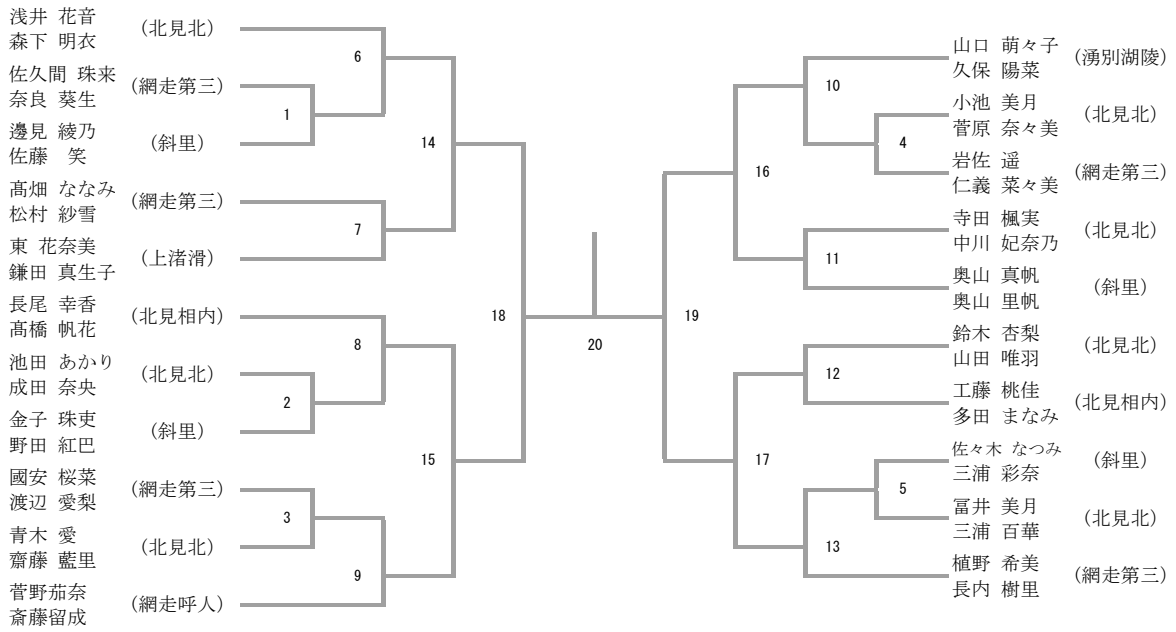 浅井 花音
森下 明衣
(北見北)
佐久間 珠来
奈良 葵生
(網走第三)
邊見 綾乃
佐藤 笑
(斜里)
髙畑 ななみ
松村 紗雪
(網走第三)
東 花奈美
鎌田 真生子
(上渚滑)
長尾 幸香
髙橋 帆花
(北見相内)
池田 あかり
成田 奈央
(北見北)
金子 珠吏
野田 紅巴
(斜里)
國安 桜菜
渡辺 愛梨
(網走第三)
青木 愛
齋藤 藍里
(北見北)
菅野茄奈
斎藤留成
(網走呼人)
6
1
14
7
18
8
2
15
3
9
20
10
4
16
11
19
12
17
5
13
山口 萌々子
久保 陽菜
(湧別湖陵)
小池 美月
菅原 奈々美
(北見北)
岩佐 遥
仁義 菜々美
(網走第三)
寺田 楓実
中川 妃奈乃
(北見北)
奥山 真帆
奥山 里帆
(斜里)
鈴木 杏梨
山田 唯羽
(北見北)
工藤 桃佳
多田 まなみ
(北見相内)
佐々木 なつみ
三浦 彩奈
(斜里)
冨井 美月
三浦 百華
(北見北)
植野 希美
長内 樹里
(網走第三)